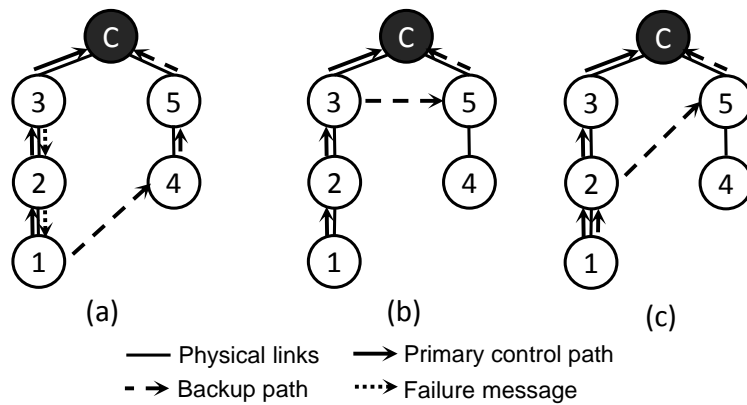 C C C
3 5 3 5 3 5
2 4 2 4 2 4
1 1 1
(a) (b) (c)
Physical links Primary control path
Backup path Failure message